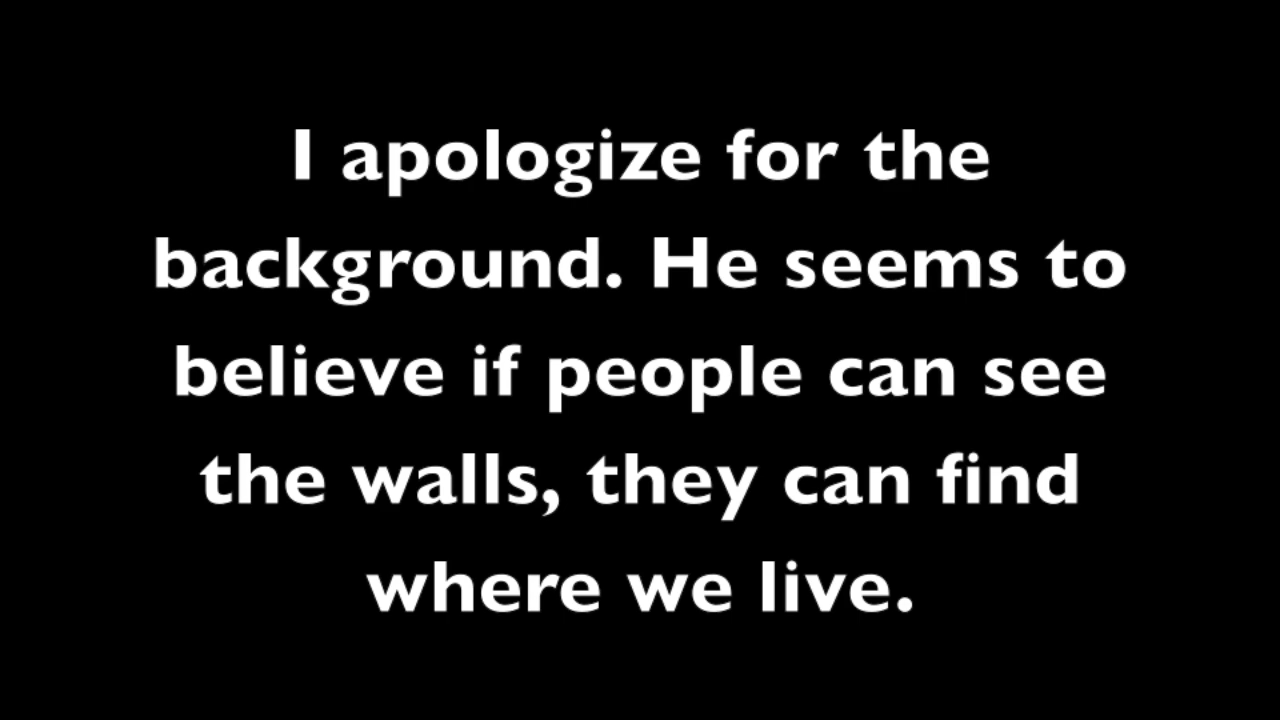 I apologize for the
background. He seems to
believe if people can see
the walls, they can find
where we live.